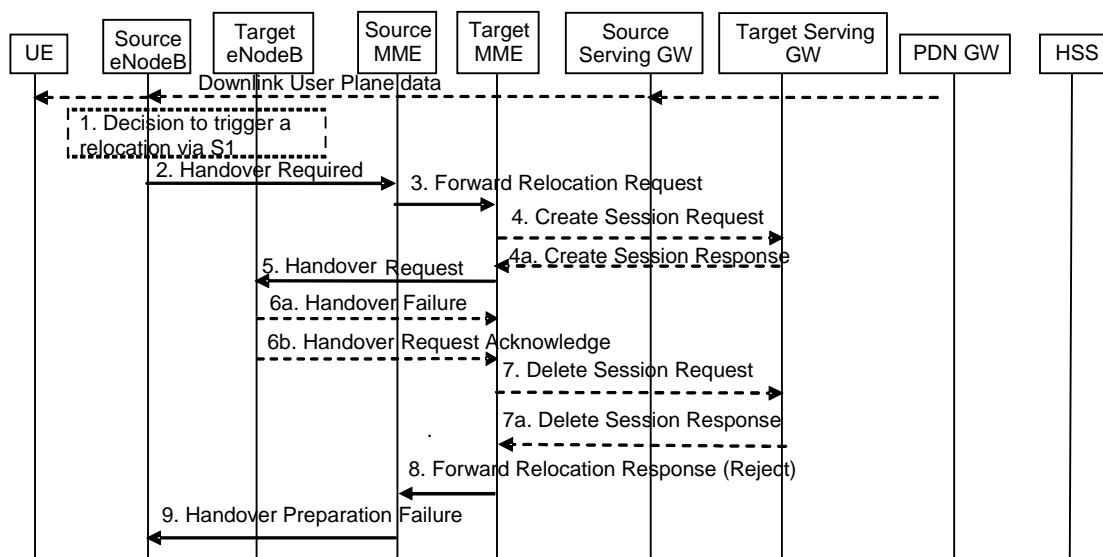 UE
Source
eNodeB
Target
eNodeB
Source
MME
Target
MME
Source
Serving GW
Target Serving
GW
PDN GW
HSS
Downlink User Plane data
1. Decision to trigger a
relocation via S1
2. Handover Required
3. Forward Relocation Request
4. Create Session Request
4a. Create Session Response
5. Handover Request
6a. Handover Failure
6b. Handover Request Acknowledge
7. Delete Session Request
7a. Delete Session Response
.
8. Forward Relocation Response (Reject)
9. Handover Preparation Failure